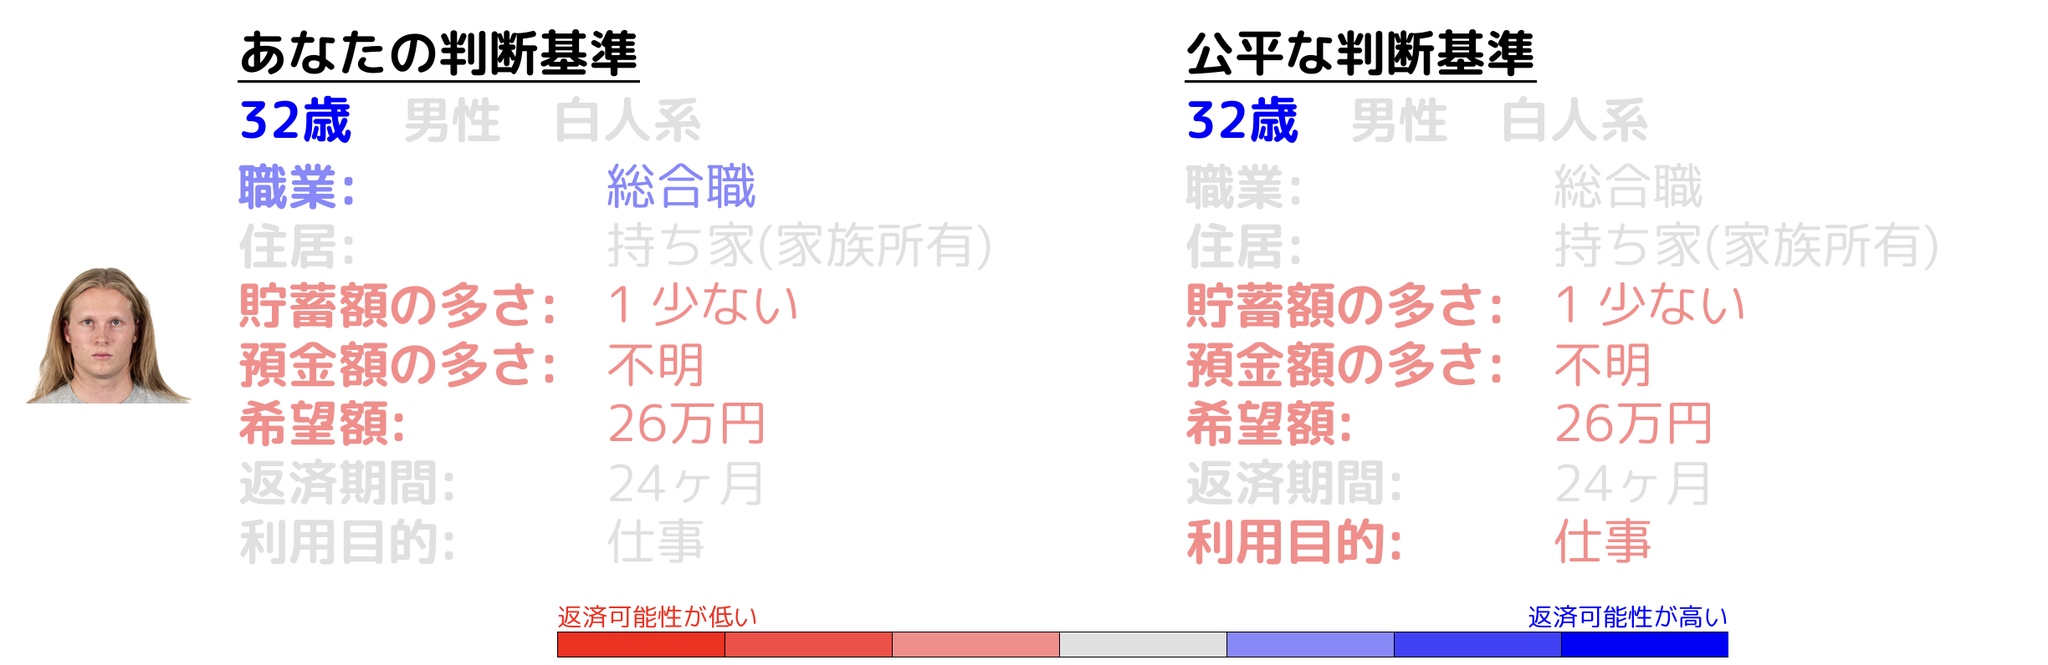 あなたの判断基準
32歳 男性 白人系
職業: 総合職
住居: 持ち家(家族所有)
貯蓄額の多さ: 1 少ない
預金額の多さ: 不明
希望額: 26万円
返済期間: 24ヶ月
利用目的: 仕事
公平な判断基準
32歳 男性 白人系
職業: 総合職
住居: 持ち家(家族所有)
貯蓄額の多さ: 1 少ない
預金額の多さ: 不明
希望額: 26万円
返済期間: 24ヶ月
利用目的: 仕事
返済可能性が低い
返済可能性が高い